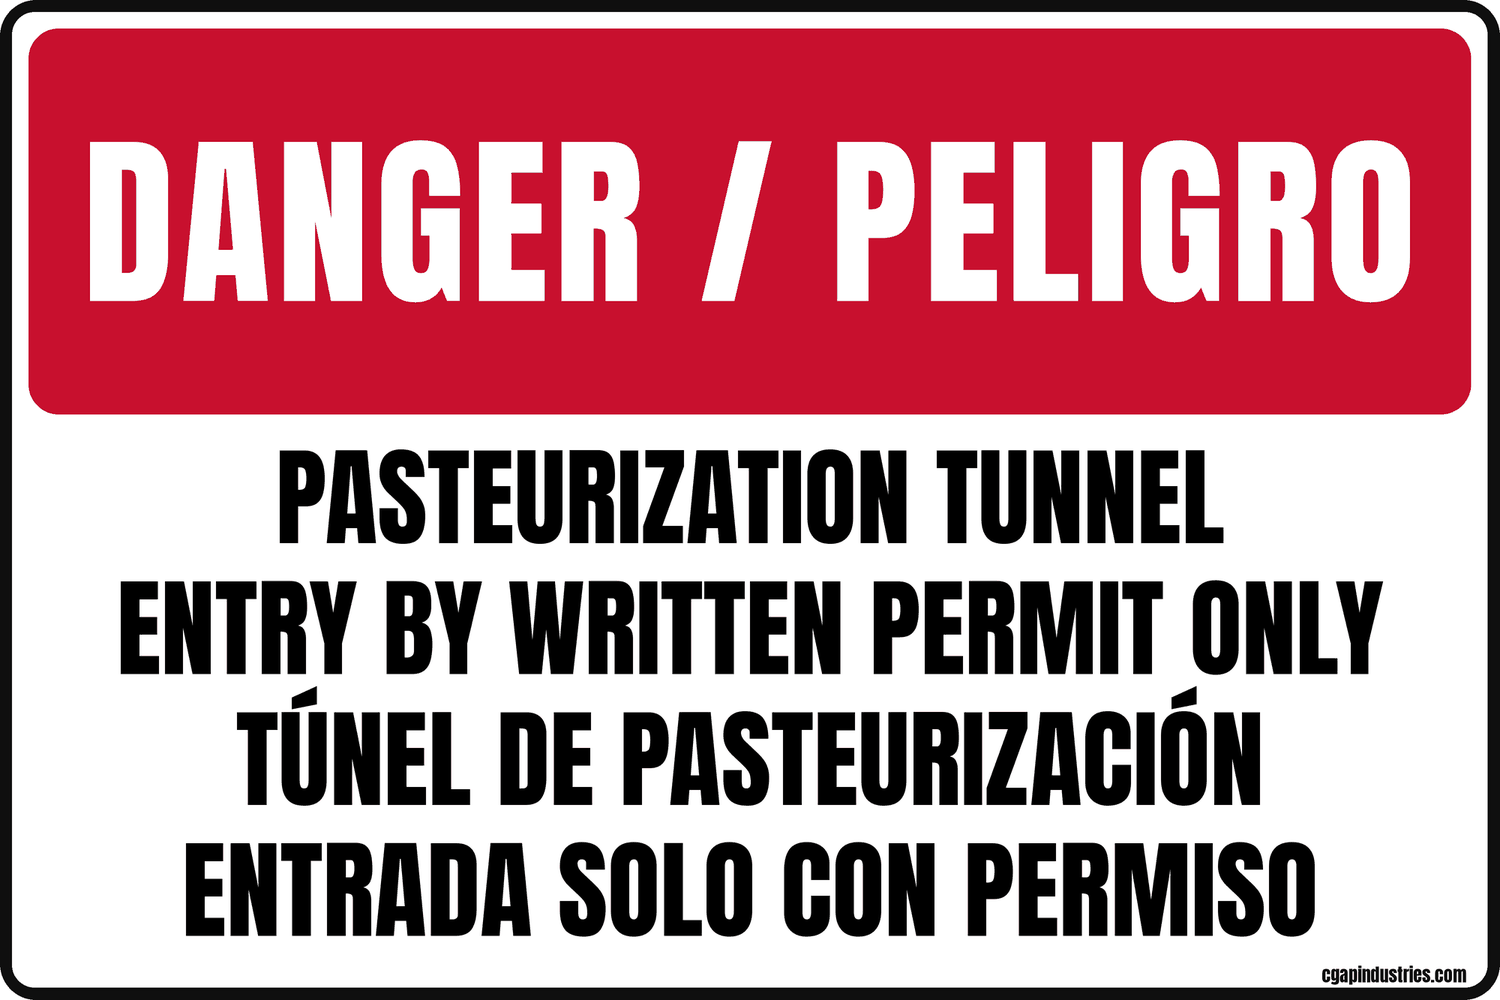 DANGER / PELIGRO
PASTEURIZATION TUNNEL
ENTRY BY WRITTEN PERMIT ONLY
TÚNEL DE PASTEURIZACIÓN
ENTRADA SOLO CON PERMISO
cgapindustries.com